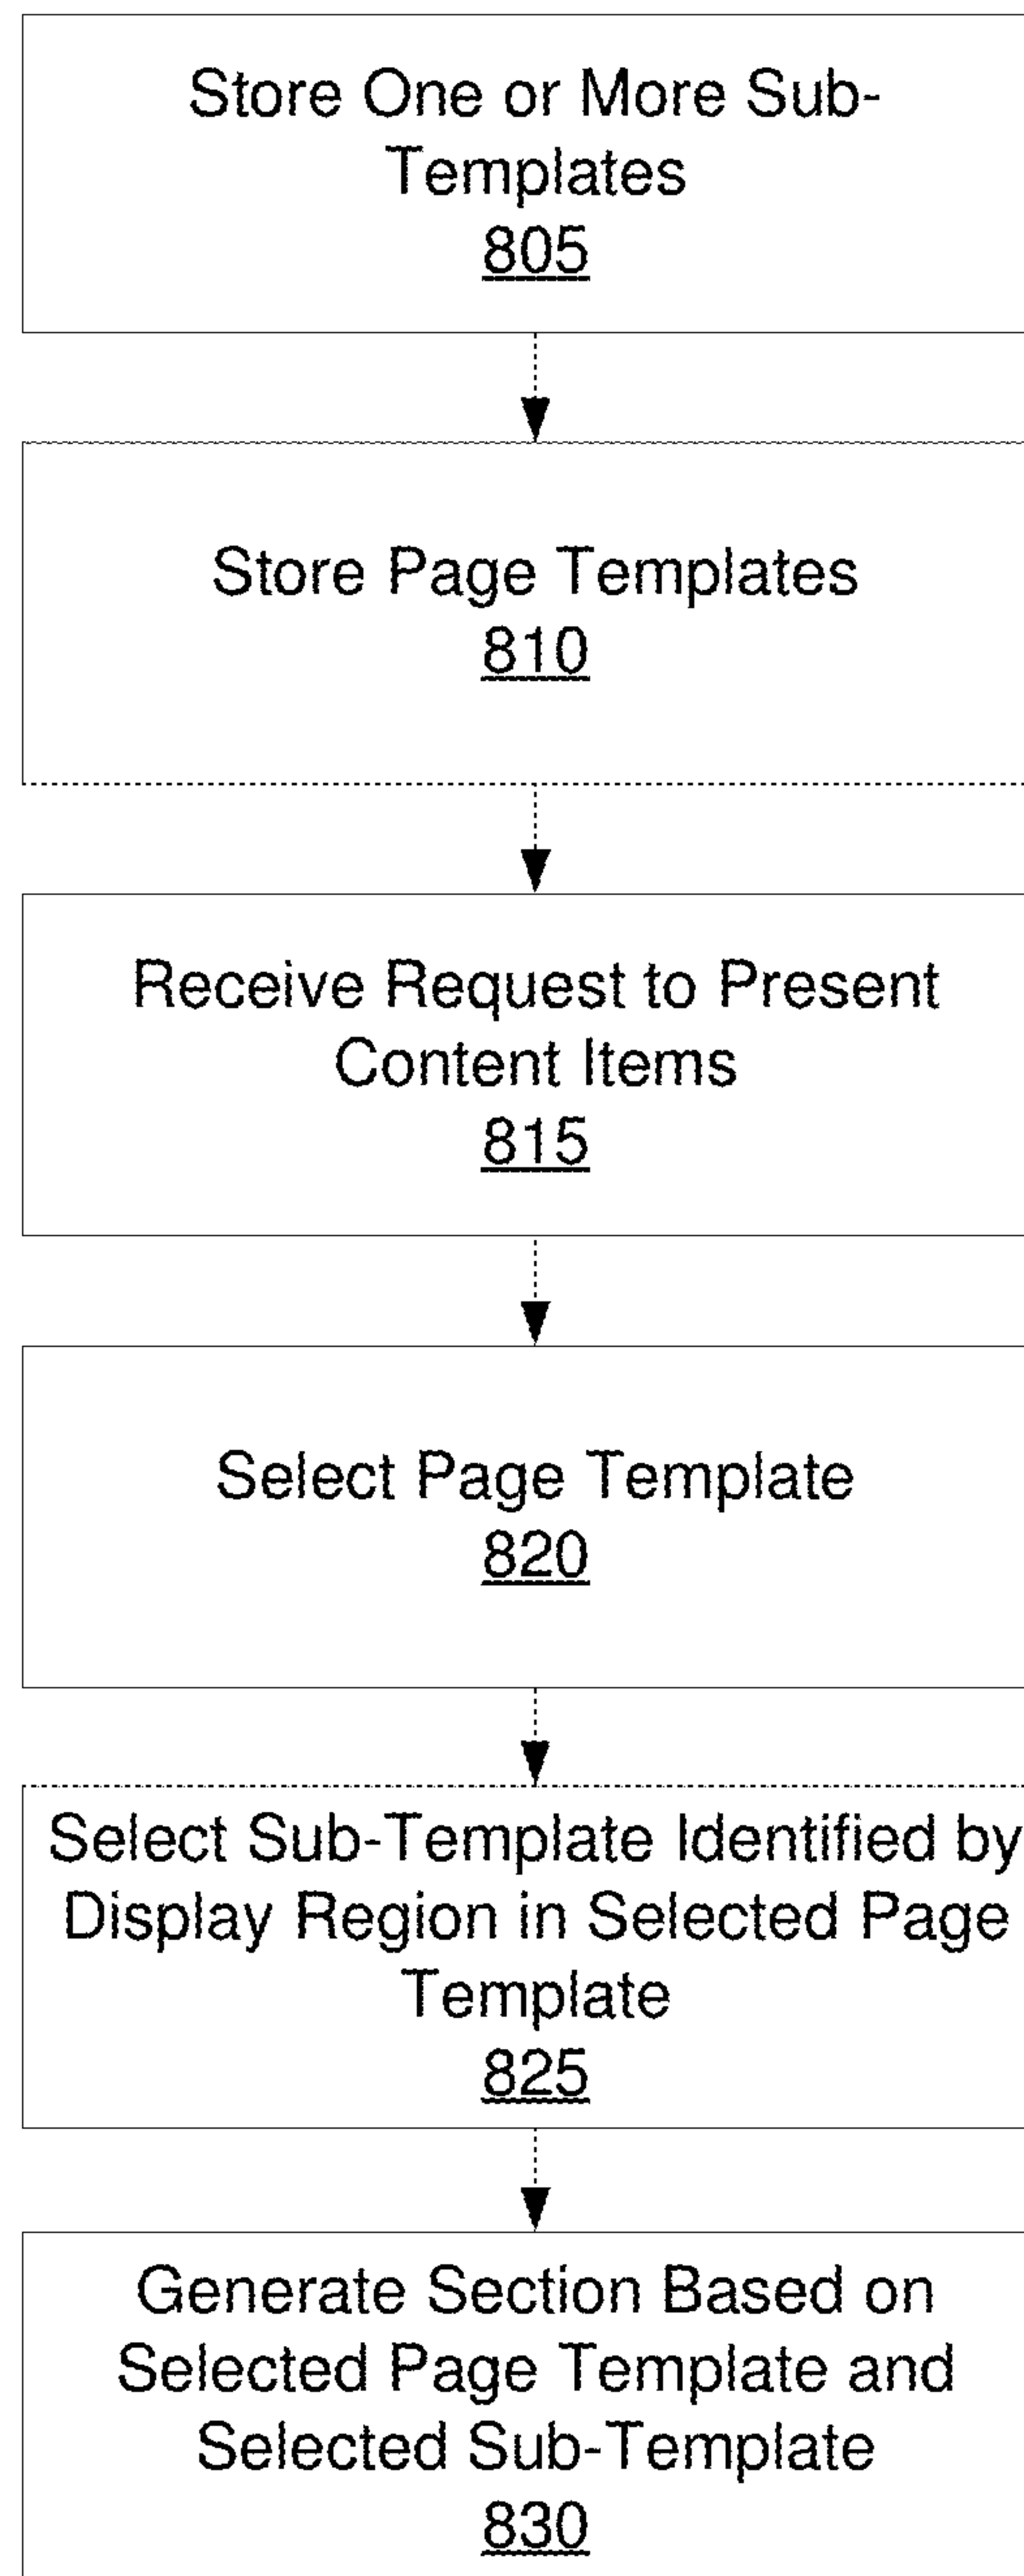 Store One or More Sub-
Templates
805
Store Page Templates
810
Receive Request to Present
Content Items
815
Select Page Template
820
Select Sub-Template Identified by
Display Region in Selected Page
Template
825
Generate Section Based on
Selected Page Template and
Selected Sub-Template
830